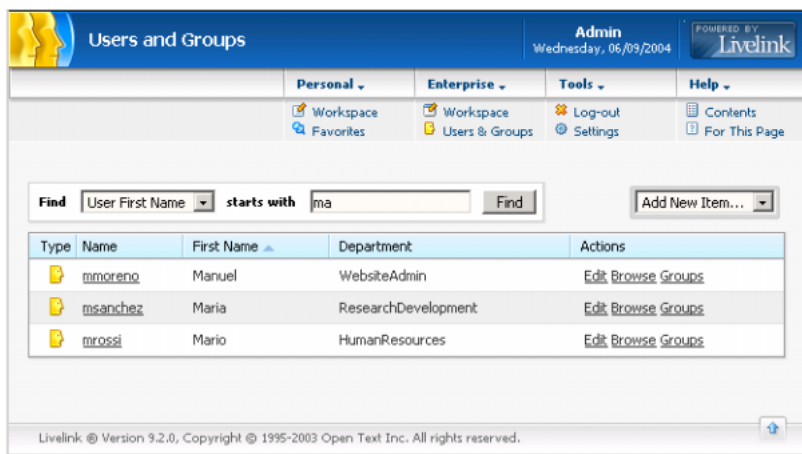 Users and Groups
Admin
Wednesday, 06/09/2004
POWERED BY
Livelink
Personal Enterprise Tools Help
Workspace Workspace Log-out Contents
Favorites Users & Groups Settings For This Page
Find User First Name starts with ma Find Add New Item...
Type Name First Name Department Actions
mmoreno Manuel WebsiteAdmin Edit Browse Groups
msanchez Maria ResearchDevelopment Edit Browse Groups
mrossi Mario HumanResources Edit Browse Groups
Livelink ® Version 9.2.0, Copyright © 1995-2003 Open Text Inc. All rights reserved.